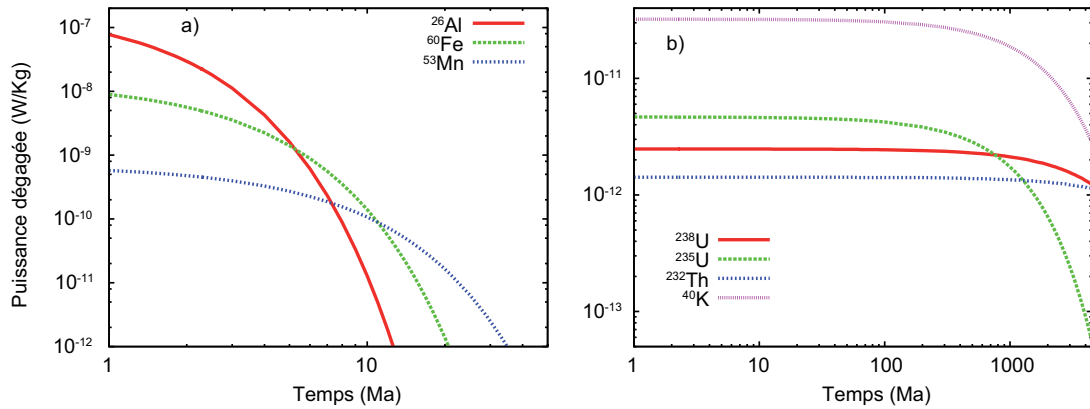 a)
²⁶Al
⁶⁰Fe
⁵³Mn
Puissance dégagée (W/Kg)
10⁻⁷
10⁻⁸
10⁻⁹
10⁻¹⁰
10⁻¹¹
10⁻¹²
1
10
Temps (Ma)
b)
10⁻¹¹
10⁻¹²
10⁻¹³
²³⁸U
²³⁵U
²³²Th
⁴⁰K
1
10
100
1000
Temps (Ma)